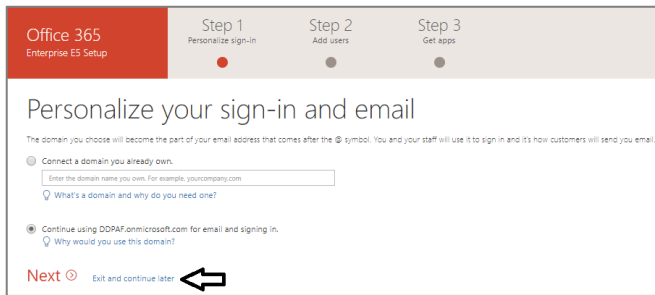 Office 365
Enterprise E5 Setup
Step 1
Personalize sign-in
Step 2
Add users
Step 3
Get apps
Personalize your sign-in and email
The domain you choose will become the part of your email address that comes after the @ symbol. You and your staff will use it to sign in and it's how customers will send you email.
Connect a domain you already own.
Enter the domain name you own. For example, yourcompany.com
What's a domain and why do you need one?
Continue using DDPAF.onmicrosoft.com for email and signing in.
Why would you use this domain?
Next
Exit and continue later